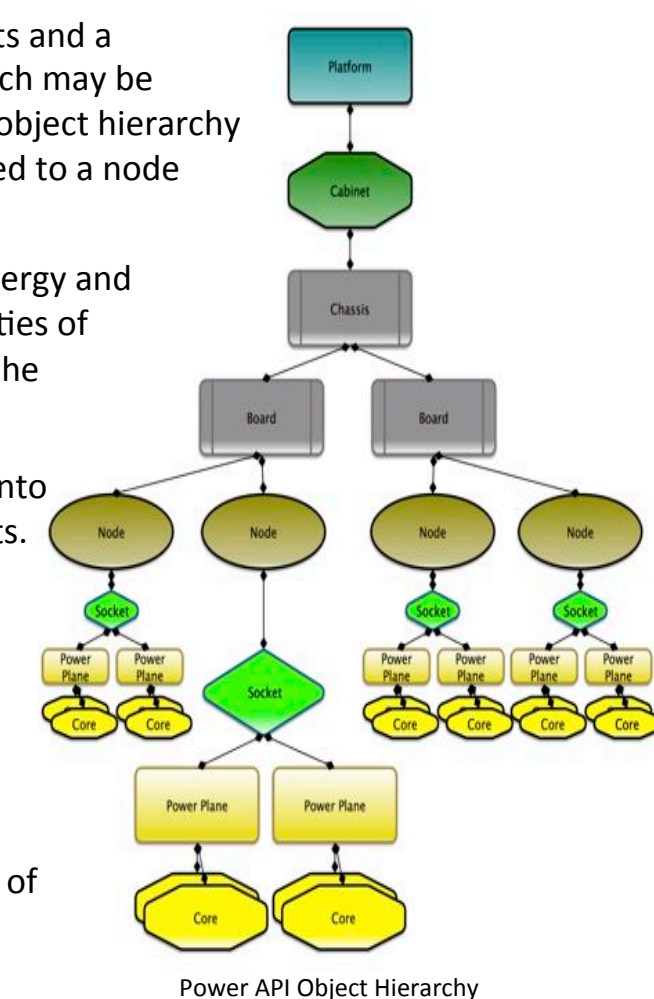 ts and a
ch may be
object hierarchy
ed to a node
ergy and
ties of
he
nto
ts.
of
Platform
Cabinet
Chassis
Board Board
Node Node Node Node
Socket Socket Socket
Power Plane Power Plane Power Plane Power Plane Power Plane Power Plane
Core Core Core Core Core Core
Socket
Power Plane Power Plane
Core Core
Power API Object Hierarchy